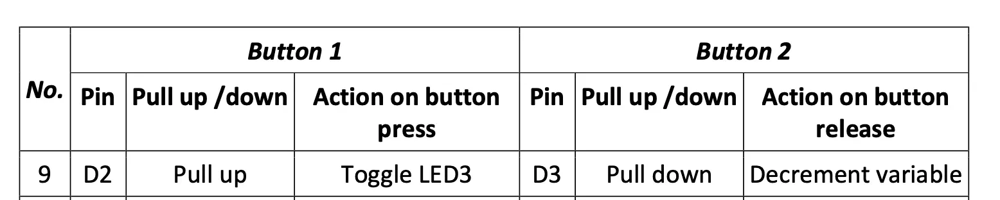 Button 1 Button 2
No. Pin Pull up /down Action on button press Pin Pull up /down Action on button release
9 D2 Pull up Toggle LED3 D3 Pull down Decrement variable